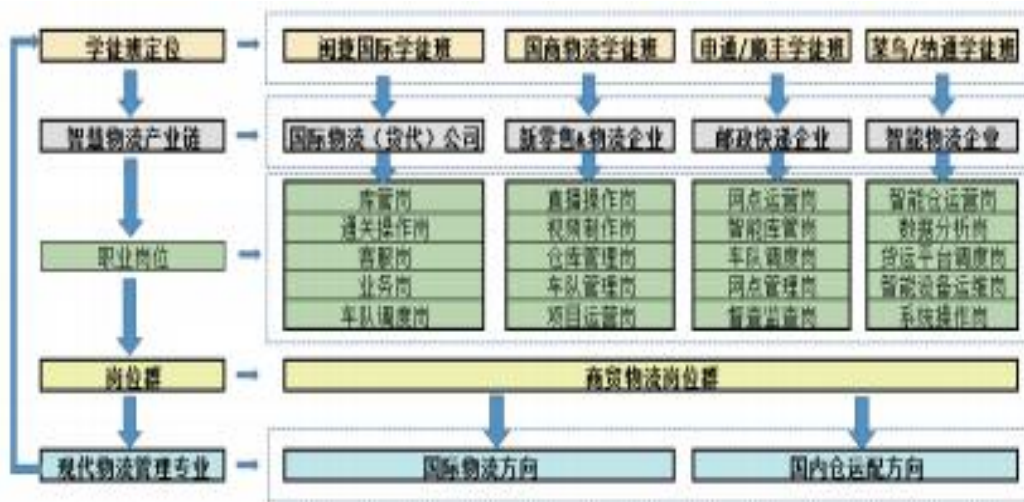 学徒班定位
闽捷国际学徒班
国商物流学徒班
申通/顺丰学徒班
菜鸟/纳通学徒班
智慧物流产业链
国际物流（货代）公司
新零售&物流企业
邮政快递企业
智能物流企业
职业岗位
库管岗
通关操作岗
客服岗
业务岗
车队调度岗
直播操作岗
视频制作岗
仓库管理岗
车队管理岗
项目运营岗
网点运营岗
智能库管岗
车队调度岗
网点管理岗
督查监查岗
智能仓运营岗
数据分析岗
货运平台调度岗
智能设备运维岗
系统操作岗
岗位群
商贸物流岗位群
现代物流管理专业
国际物流方向
国内仓运配方向